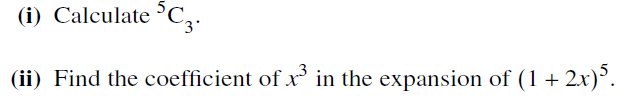 (i) Calculate ⁵C₃.
(ii) Find the coefficient of x³ in the expansion of (1 + 2x)⁵.